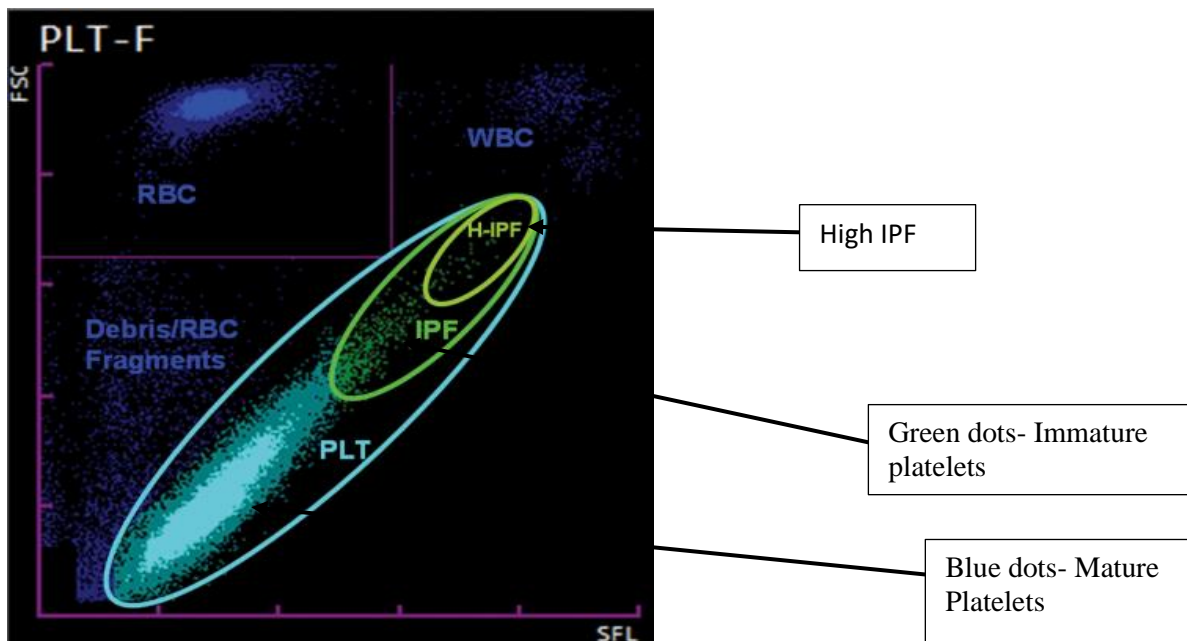 PLT-F
FSC
WBC
RBC
H-IPF
High IPF
Debris/RBC
Fragments
IPF
PLT
Green dots- Immature
platelets
Blue dots- Mature
Platelets
SFL